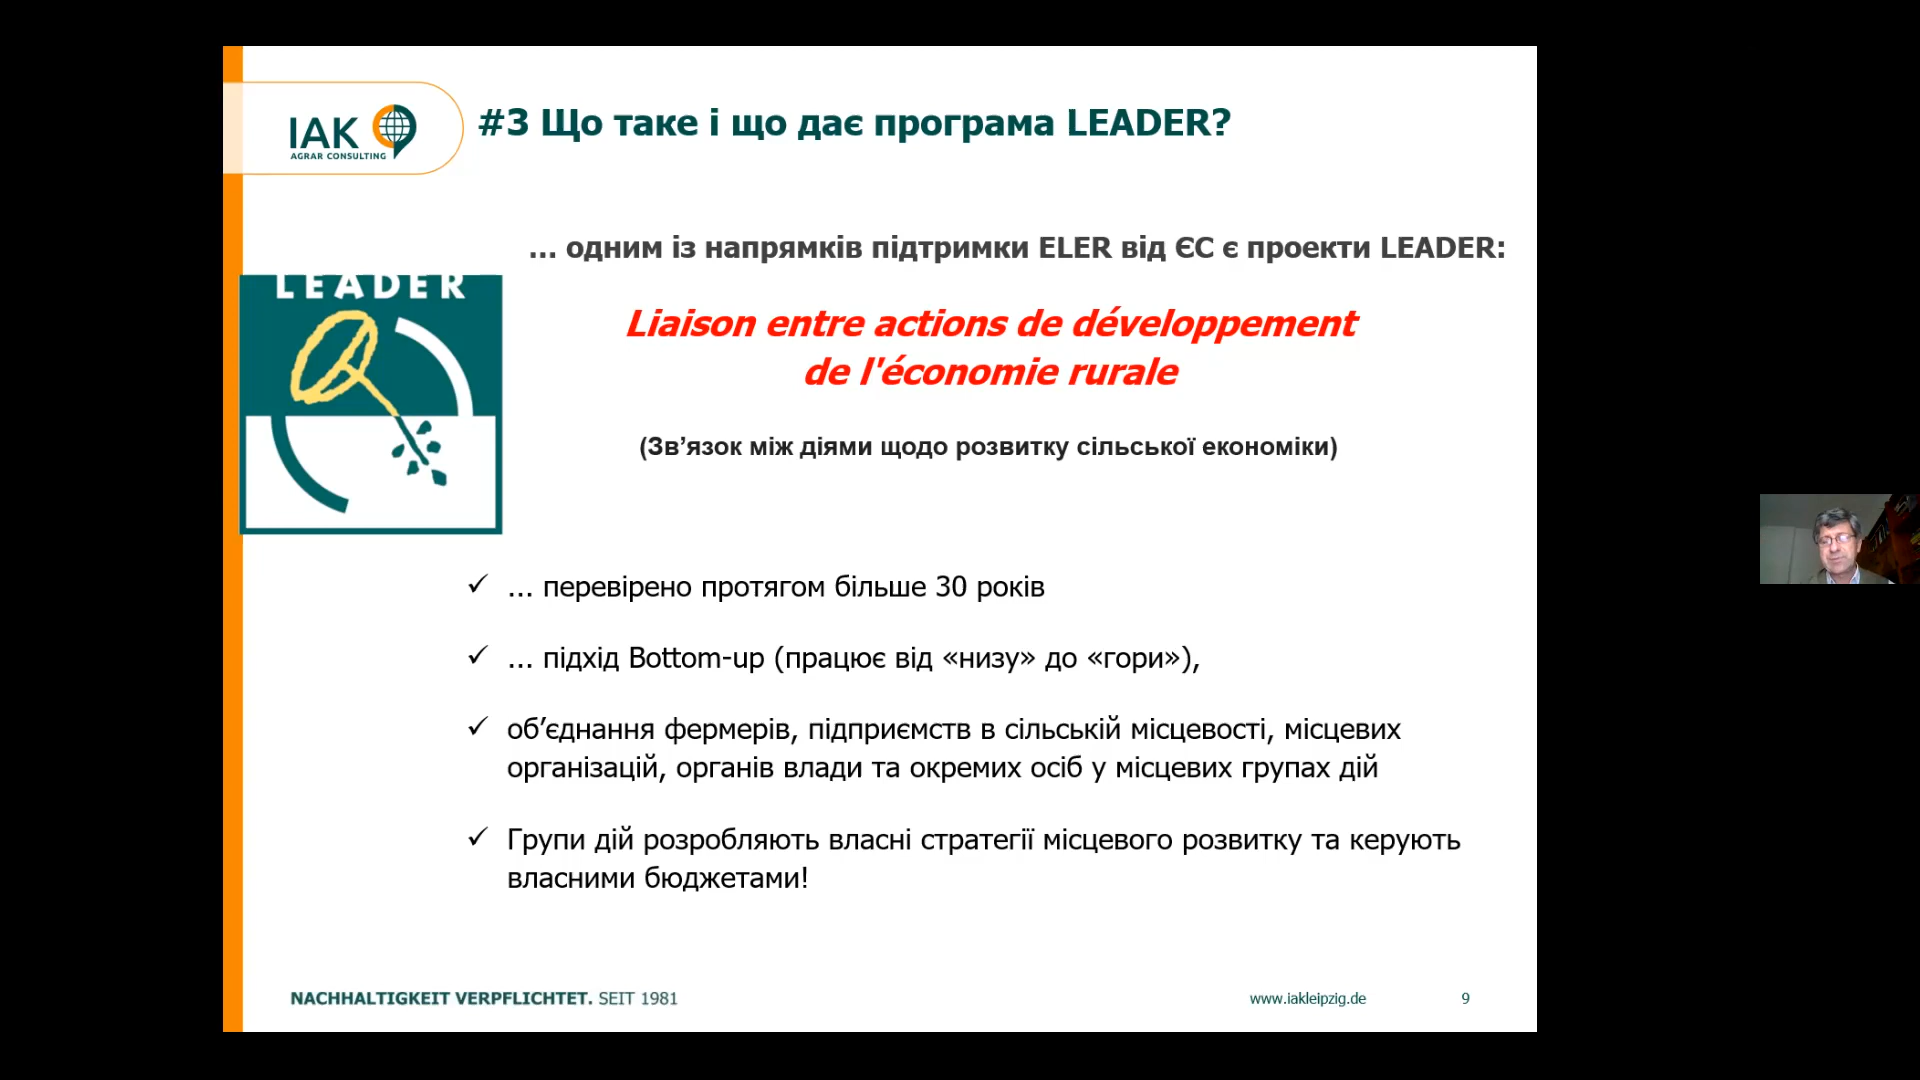 IAK
AGRAR CONSULTING
#3 Що таке і що дає програма LEADER?
... одним із напрямків підтримки ELER від ЄС є проекти LEADER:
LEADER
Liaison entre actions de développement
de l'économie rurale
(Зв’язок між діями щодо розвитку сільської економіки)
✓ ... перевірено протягом більше 30 років
✓ ... підхід Bottom-up (працює від «низу» до «гори»),
✓ об’єднання фермерів, підприємств в сільській місцевості, місцевих
організацій, органів влади та окремих осіб у місцевих групах дій
✓ Групи дій розробляють власні стратегії місцевого розвитку та керують
власними бюджетами!
NACHHALTIGKEIT VERPFLICHTET. SEIT 1981
www.iakleipzig.de
9